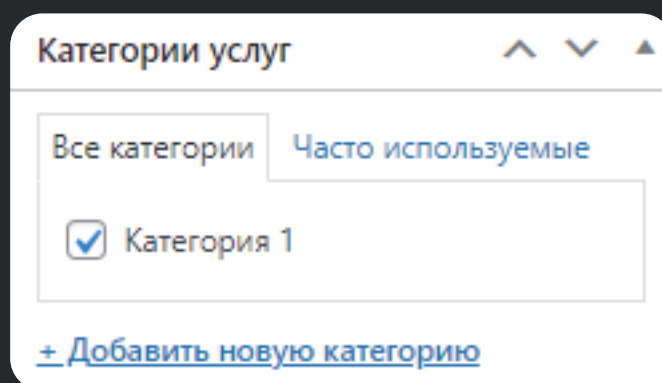 Категории услуг
Все категории Часто используемые
Категория 1
+ Добавить новую категорию